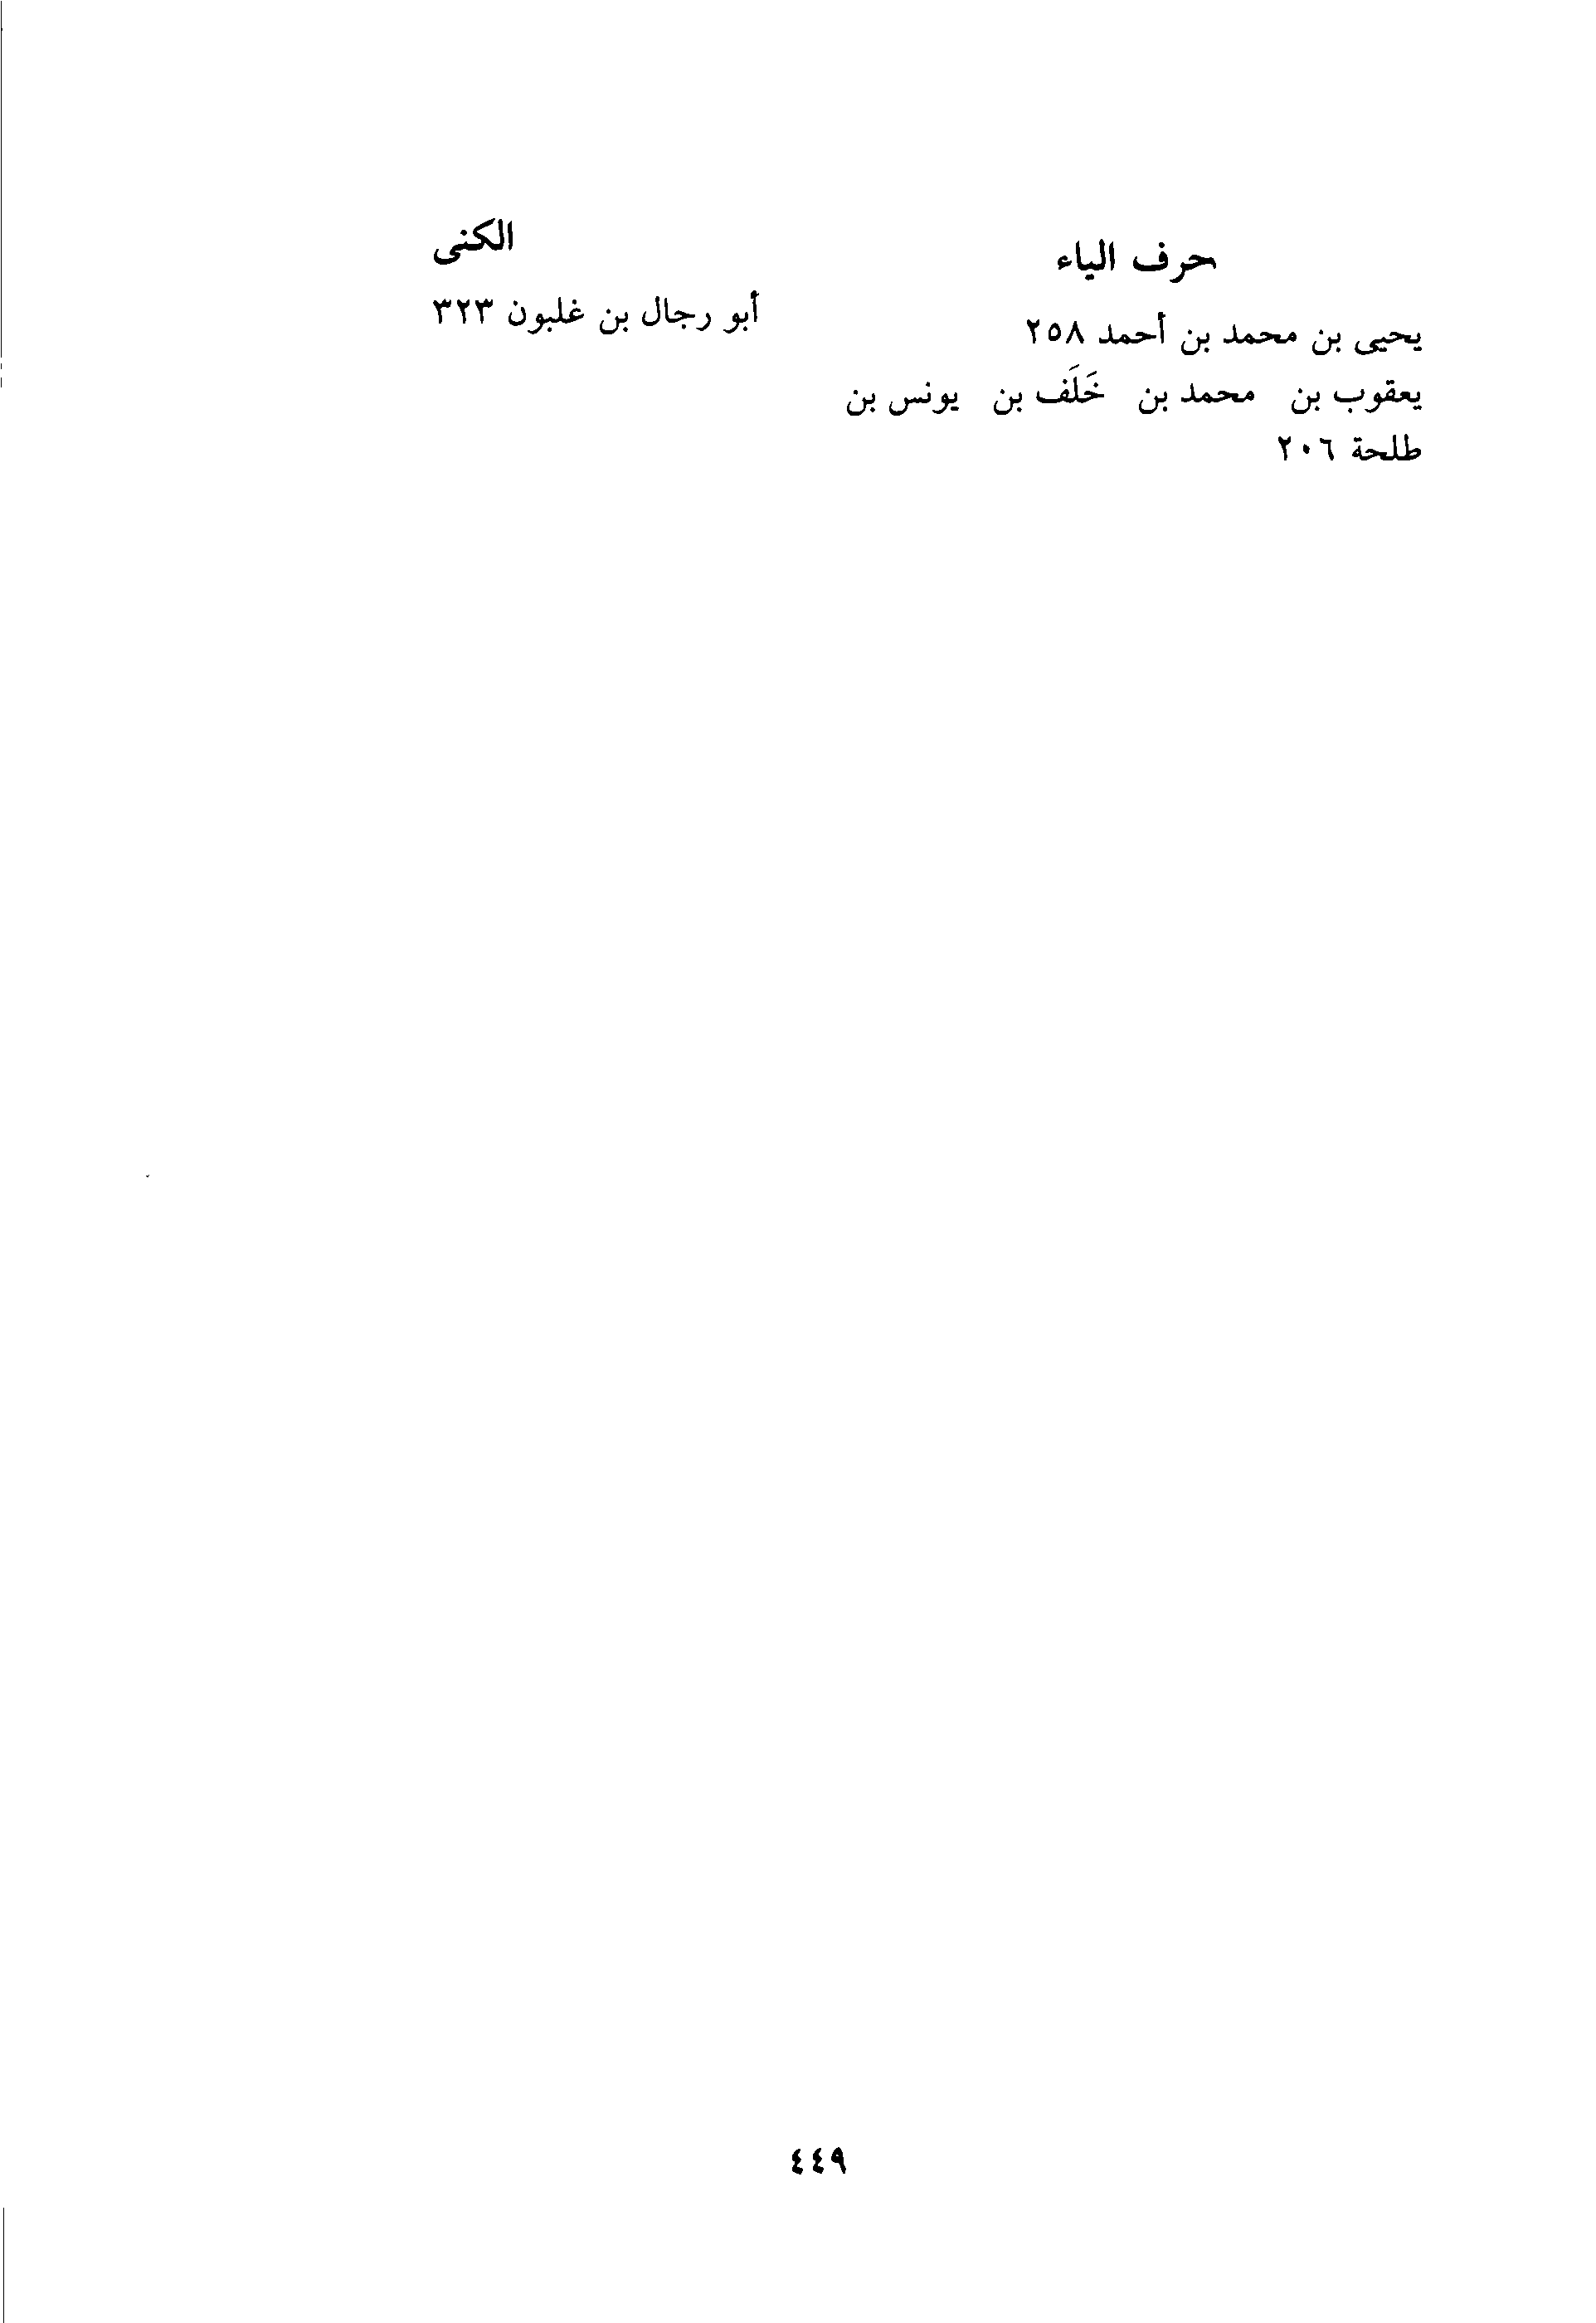 حرف الياء
يحيى بن محمد بن أحمد ٢٥٨
يعقوب بن محمد بن خَلَف بن يونس بن
طلحة ٢٠٦
الكنى
أبو رجال بن غلبون ٣٢٣
٤٤٩